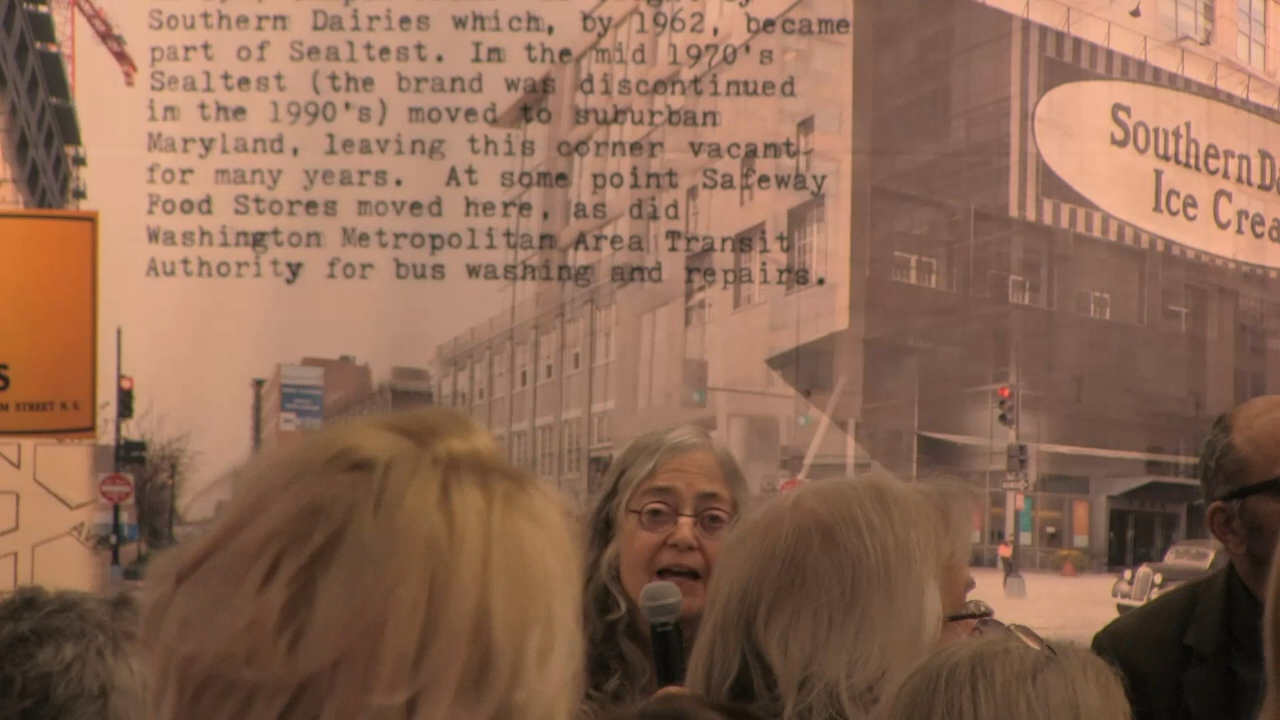 Southern Dairies which, by 1962, became
part of Sealtest. In the mid 1970's
Sealtest (the brand was discontinued
in the 1990's) moved to suburban
Maryland, leaving this corner vacant
for many years. At some point Safeway
Food Stores moved here, as did
Washington Metropolitan Area Transit
Authority for bus washing and repairs.
Southern D
Ice Crea
S
M STREET N.E.